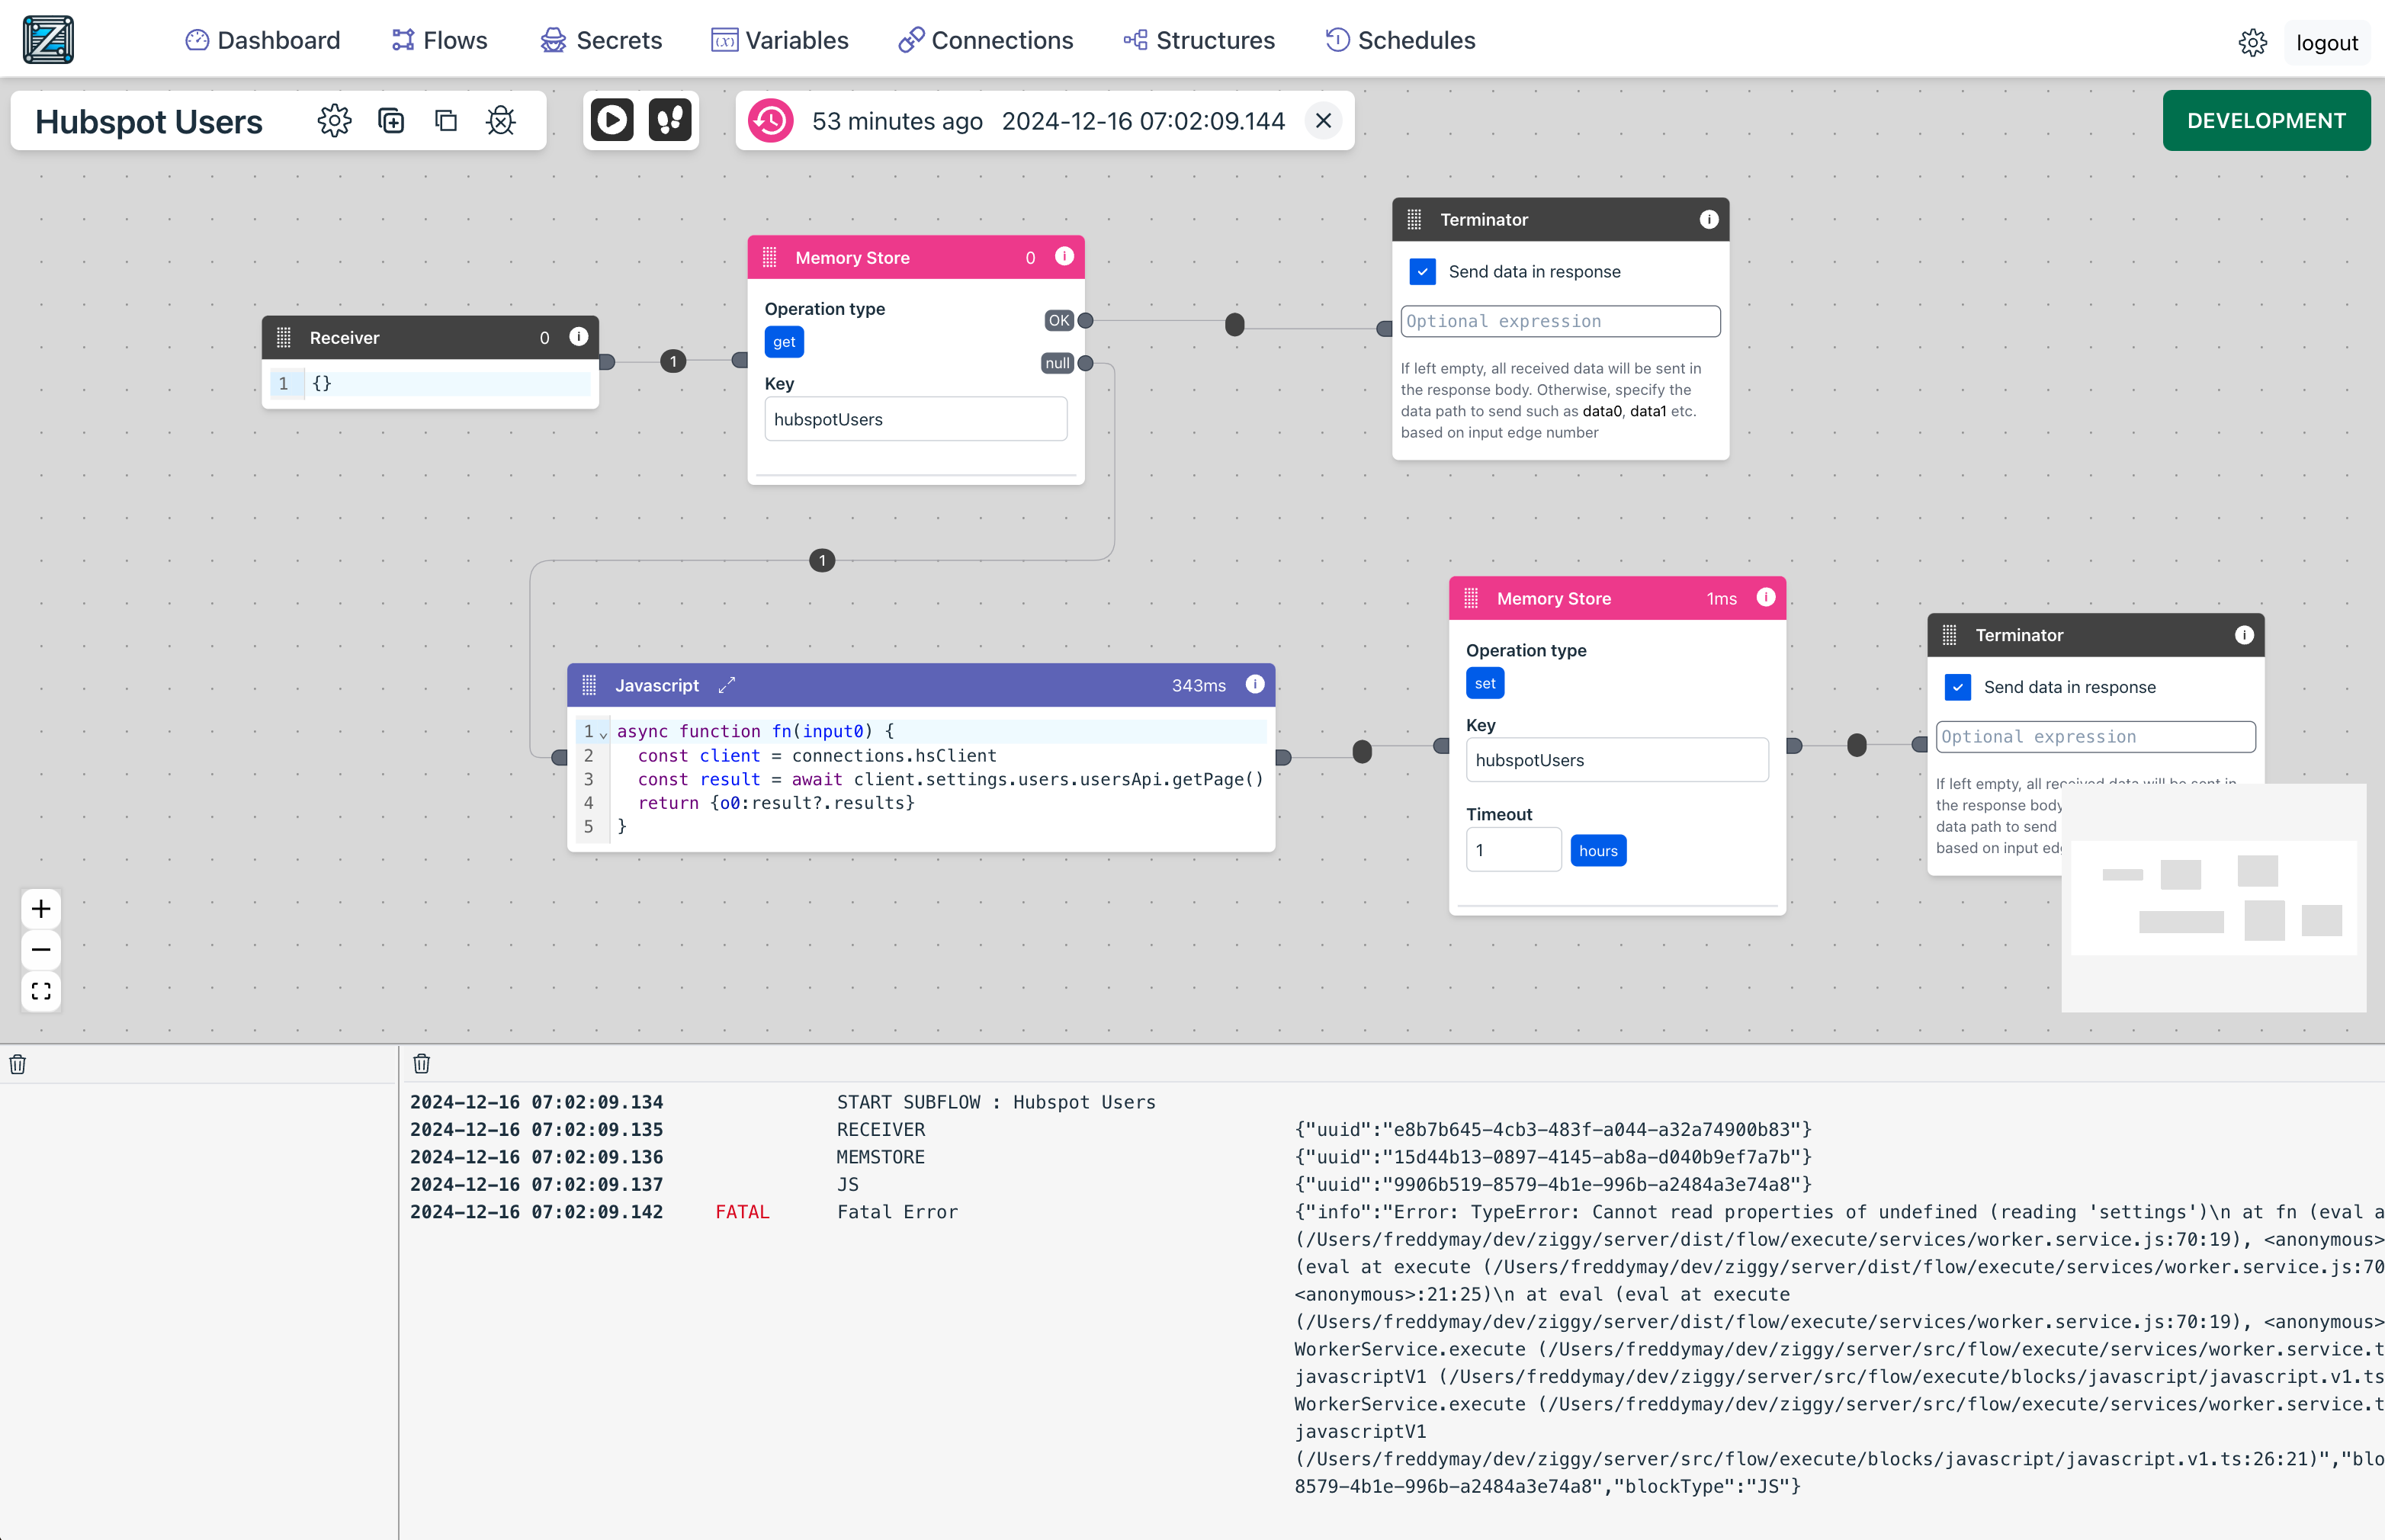 Dashboard Flows Secrets Variables Connections Structures Schedules logout
Hubspot Users
53 minutes ago 2024-12-16 07:02:09.144
DEVELOPMENT
Terminator
Send data in response
Optional expression
If left empty, all received data will be sent in
the response body. Otherwise, specify the
data path to send such as data0, data1 etc.
based on input edge number
Memory Store 0
Operation type
OK
get
null
Key
hubspotUsers
Receiver 0
1 {}
1
1
Memory Store 1ms
Operation type
set
Key
hubspotUsers
Timeout
1 hours
Terminator
Send data in response
Optional expression
If left empty, all received data will be sent in
the response body
data path to send
based on input
Javascript 343ms
1 async function fn(input0) {
2 const client = connections.hsClient
3 const result = await client.settings.users.usersApi.getPage()
4 return {o0:result?.results}
5 }
2024-12-16 07:02:09.134 START SUBFLOW : Hubspot Users
2024-12-16 07:02:09.135 RECEIVER {"uuid":"e8b7b645-4cb3-483f-a044-a32a74900b83"}
2024-12-16 07:02:09.136 MEMSTORE {"uuid":"15d44b13-0897-4145-ab8a-d040b9ef7a7b"}
2024-12-16 07:02:09.137 JS {"uuid":"9906b519-8579-4b1e-996b-a2484a3e74a8"}
2024-12-16 07:02:09.142 FATAL Fatal Error {"info":"Error: TypeError: Cannot read properties of undefined (reading 'settings')\n at fn (eval a
(/Users/freddymay/dev/ziggy/server/dist/flow/execute/services/worker.service.js:70:19), <anonymous>
(eval at execute (/Users/freddymay/dev/ziggy/server/dist/flow/execute/services/worker.service.js:70
<anonymous>:21:25)\n at eval (eval at execute
(/Users/freddymay/dev/ziggy/server/dist/flow/execute/services/worker.service.js:70:19), <anonymous>
WorkerService.execute (/Users/freddymay/dev/ziggy/server/src/flow/execute/services/worker.service.t
javascriptV1 (/Users/freddymay/dev/ziggy/server/src/flow/execute/blocks/javascript/javascript.v1.ts
WorkerService.execute (/Users/freddymay/dev/ziggy/server/src/flow/execute/services/worker.service.t
javascriptV1
(/Users/freddymay/dev/ziggy/server/src/flow/execute/blocks/javascript/javascript.v1.ts:26:21)","blo
8579-4b1e-996b-a2484a3e74a8","blockType":"JS"}